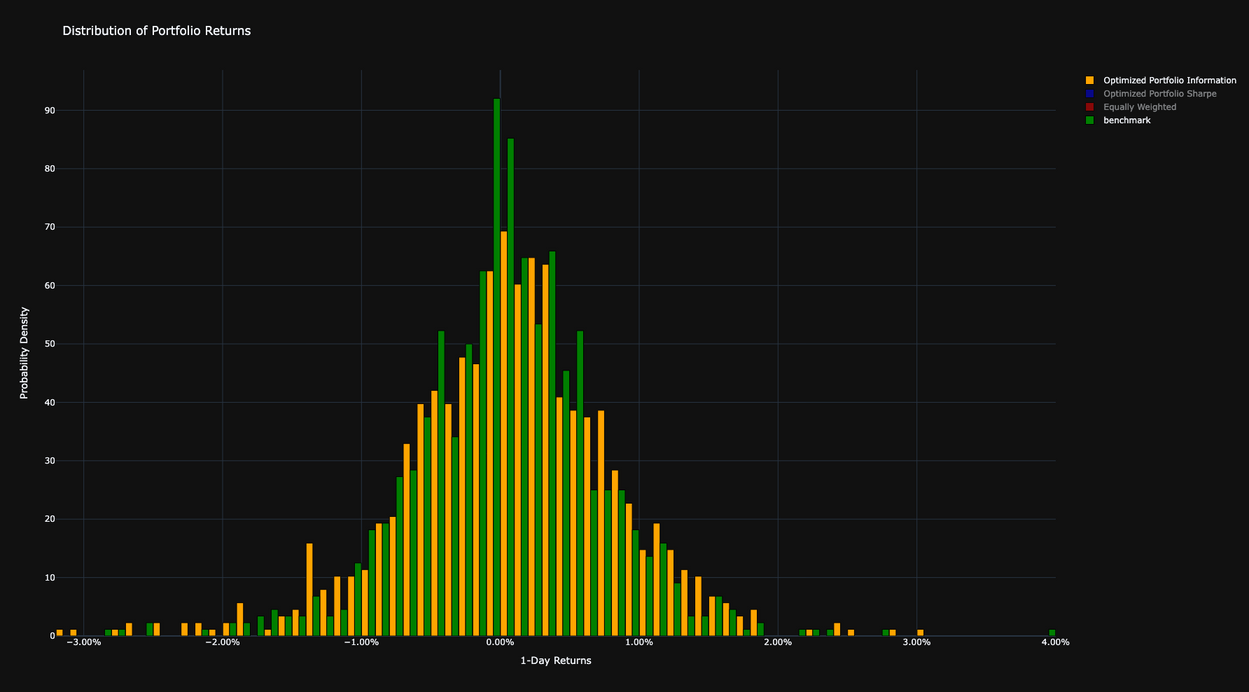 Distribution of Portfolio Returns
Optimized Portfolio Information
Optimized Portfolio Sharpe
Equally Weighted
benchmark
90
80
70
60
50
40
30
20
10
0
Probability Density
−3.00%
−2.00%
−1.00%
0.00%
1.00%
2.00%
3.00%
4.00%
1-Day Returns